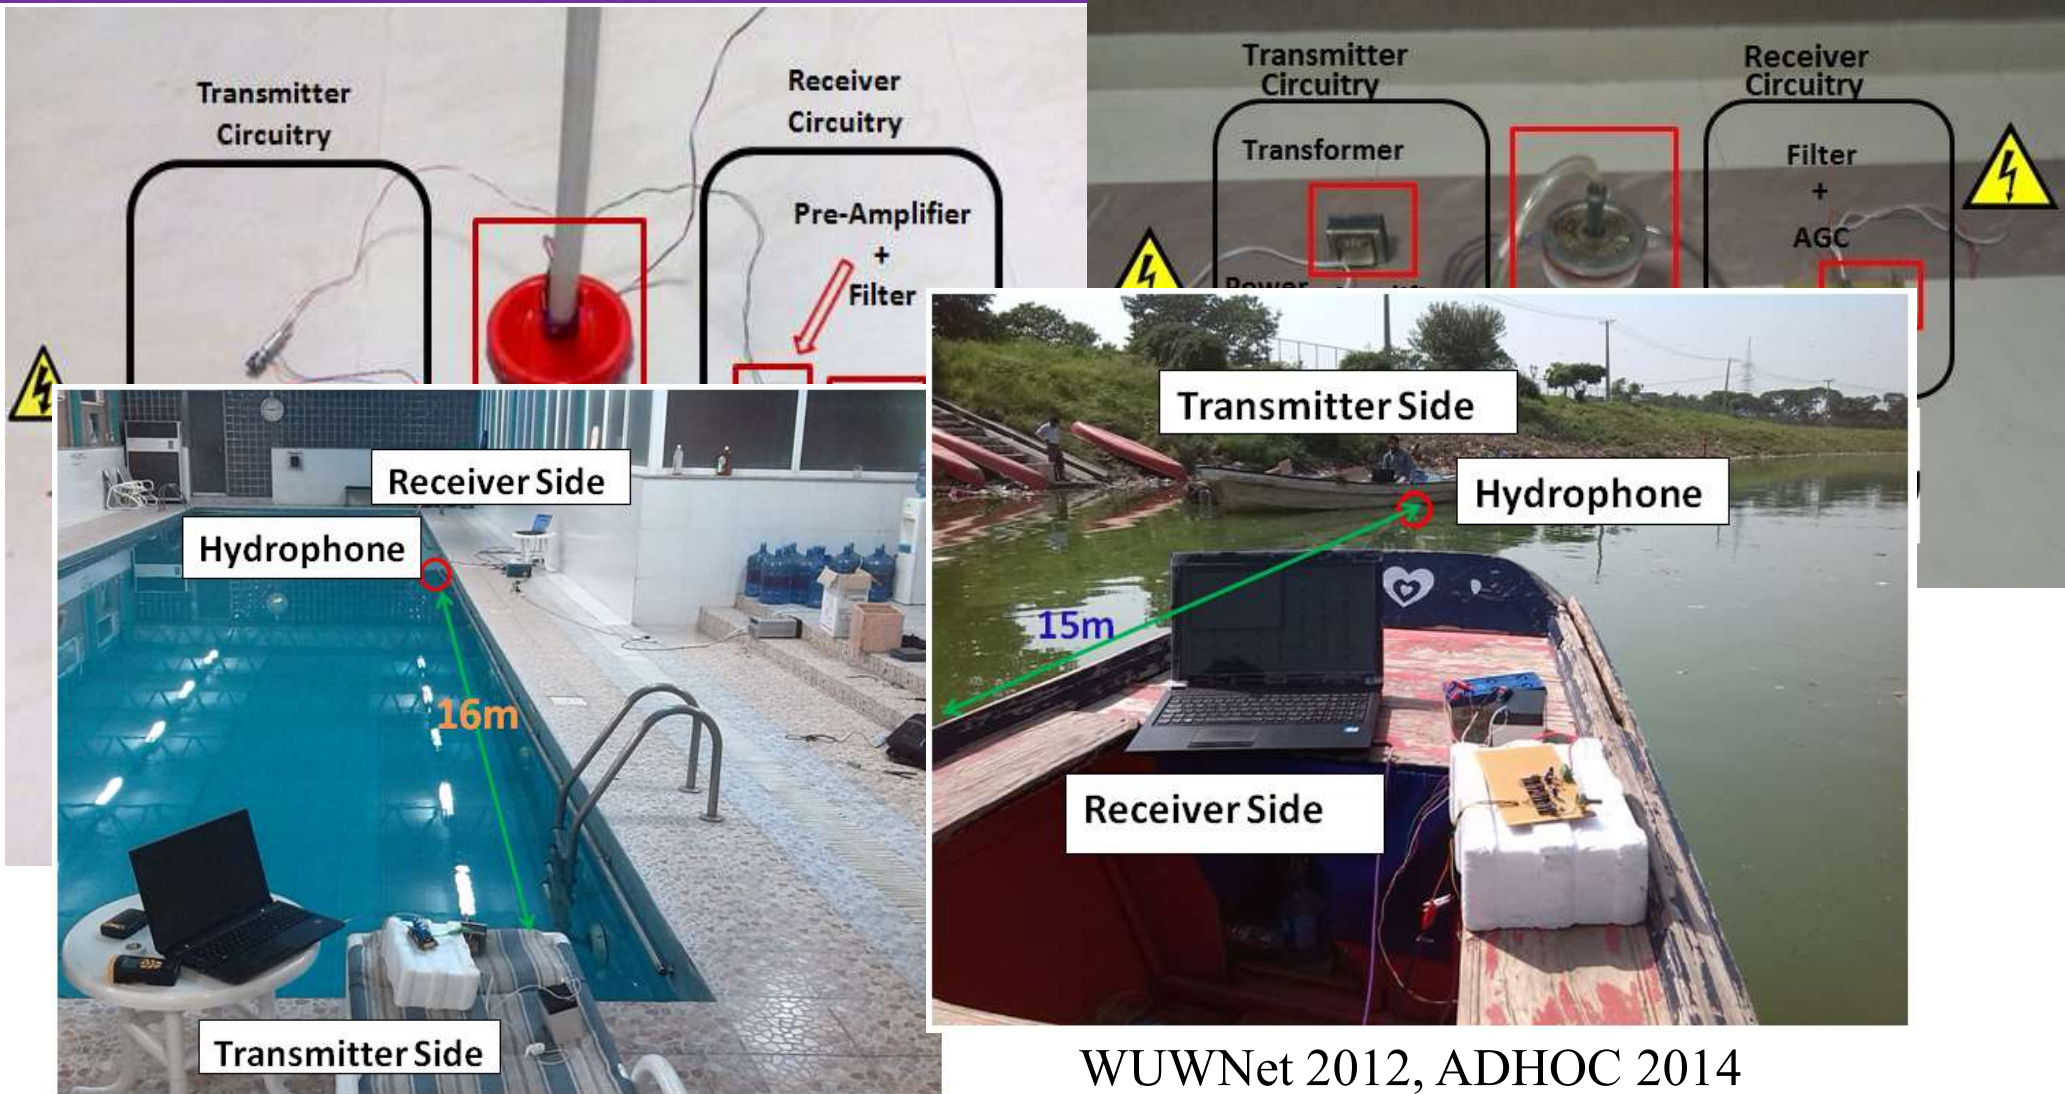 Transmitter
Circuitry
Receiver
Circuitry
Pre-Amplifier
+
Filter
Transmitter
Circuitry
Transformer
Power
Receiver
Circuitry
Filter
+
AGC
Receiver Side
Hydrophone
16m
Transmitter Side
Transmitter Side
Hydrophone
15m
Receiver Side
WUWNet 2012, ADHOC 2014